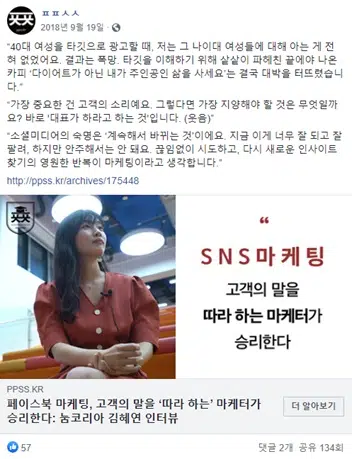 ㅍㅍㅅㅅ
2018년 9월 19일 ·
“40대 여성을 타깃으로 광고할 때, 저는 그 나이대 여성들에 대해 아는 게 전
혀 없었어요. 결과는 폭망. 타깃을 이해하기 위해 샅샅이 파헤친 끝에야 나온
카피 ‘다이어트가 아닌 내가 주인공인 삶을 사세요’는 결국 대박을 터뜨렸습니
다.”
“가장 중요한 건 고객의 소리예요. 그렇다면 가장 지양해야 할 것은 무엇일까
요? 바로 ‘대표가 하라고 하는 것’입니다. (웃음)”
“소셜미디어의 숙명은 ‘계속해서 바뀌는 것’이에요. 지금 이게 너무 잘 되고 잘
팔려, 하지만 안주해서는 안 돼요. 끊임없이 시도하고, 다시 새로운 인사이트
찾기의 영원한 반복이 마케팅이라고 생각합니다.”
http://ppss.kr/archives/175448
“
SNS마케팅
고객의 말을
따라 하는 마케터가
승리한다
PPSS.KR
페이스북 마케팅, 고객의 말을 ‘따라 하는’ 마케터가
승리한다: 눔코리아 김혜연 인터뷰
더 알아보기
57
댓글 2개 공유 134회